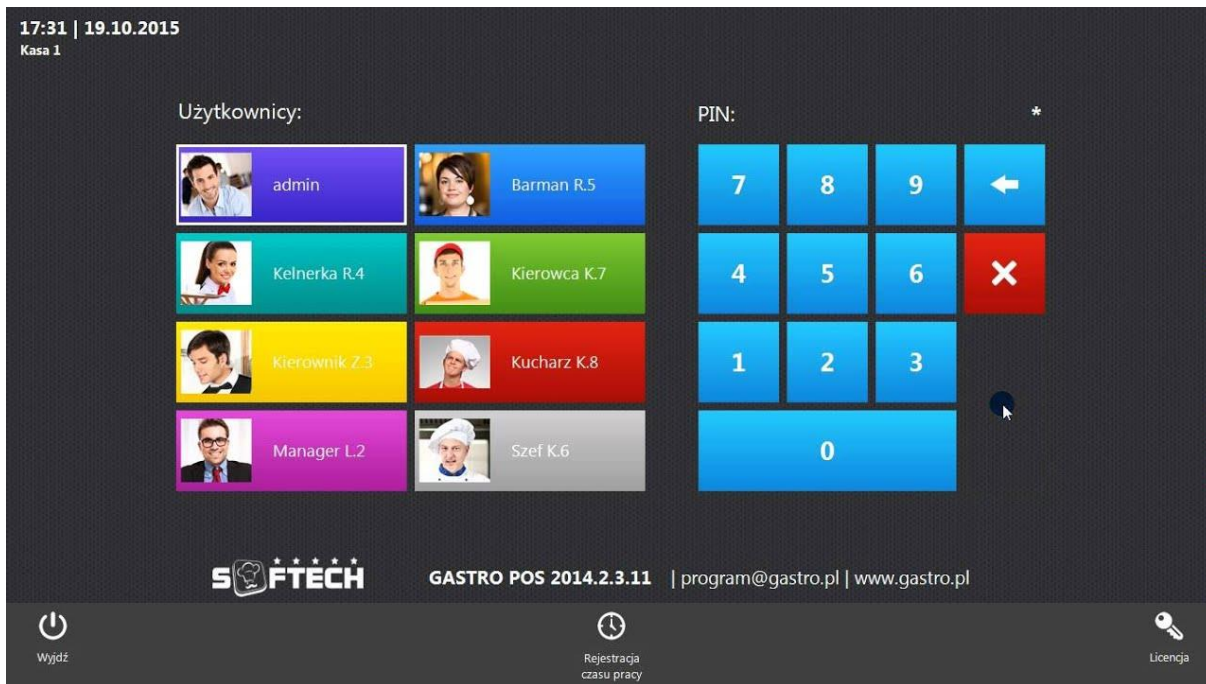 17:31 | 19.10.2015
Kasa 1
Użytkownicy:
admin
Barman R.5
Kelnerka R.4
Kierowca K.7
Kierownik Z.3
Kucharz K.8
Manager L.2
Szef K.6
PIN: *
7 8 9
4 5 6
1 2 3
0
SOFTECH
GASTRO POS 2014.2.3.11 | program@gastro.pl | www.gastro.pl
Wyjdź
Rejestracja
czasu pracy
Licencja